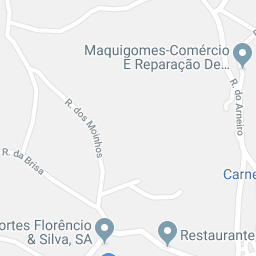 Maquigomes-Comércio
E Reparação De...
R. do Arneiro
R. dos Moinhos
R. da Brisa
Carne
ortes Florêncio
& Silva, SA
Restaurante